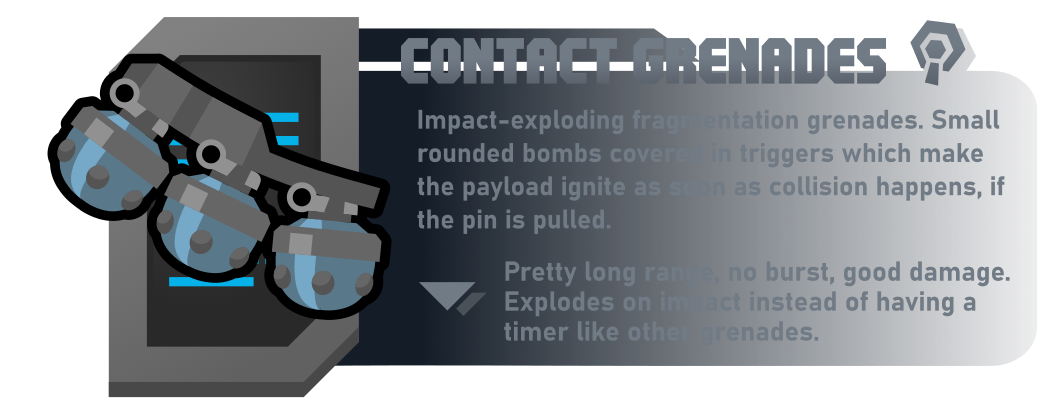 CONTACT GRENADES
Impact-exploding fragmentation grenades. Small
rounded bombs covered in triggers which make
the payload ignite as soon as collision happens, if
the pin is pulled.
Pretty long range, no burst, good damage.
Explodes on impact instead of having a
timer like other grenades.